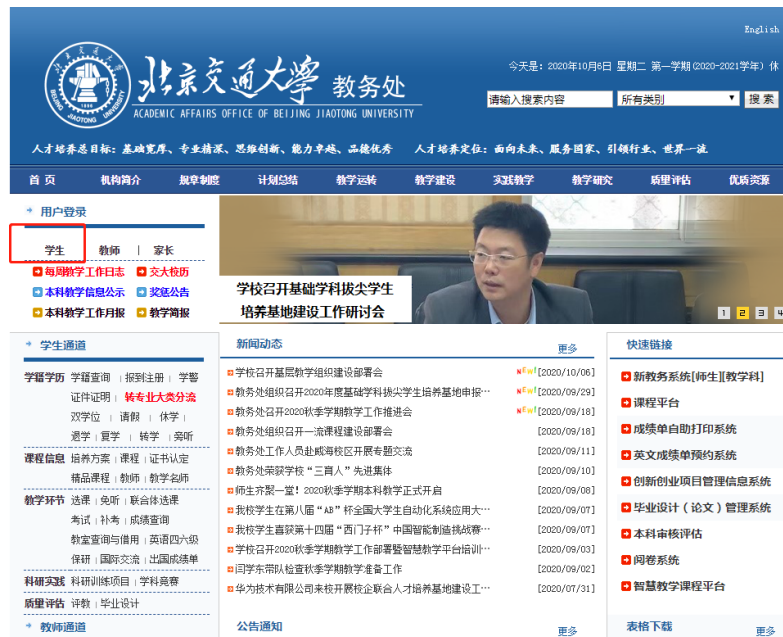 English
今天是：2020年10月6日 星期二 第一学期(2020-2021学年) 休
北京交通大学 教务处
ACADEMIC AFFAIRS OFFICE OF BEIJING JIAOTONG UNIVERSITY
请输入搜索内容 所有类别 搜 索
人才培养总目标：基础宽厚、专业精深、思维创新、能力卓越、品德优秀 人才培养定位：面向未来、服务国家、引领行业、世界一流
首 页 机构简介 规章制度 计划总结 教学运转 教学建设 实践教学 教学研究 质量评估 优质资源
用户登录
学生 教师 | 家长
每周教学工作日志 交大校历
本科教学信息公示 奖惩公告
本科教学工作月报 教学简报
学校召开基础学科拔尖学生
培养基地建设工作研讨会
1 2 3 4
学生通道
学籍学历 学籍查询 | 报到注册 | 学警
证件证明 | 转专业大类分流
双学位 | 请假 | 休学 |
退学 | 复学 | 转学 | 旁听
课程信息 培养方案 | 课程 | 证书认定
精品课程 | 教师 | 教学名师
教学环节 选课 | 免听 | 联合体选课
考试 | 补考 | 成绩查询
教室查询与借用 | 英语四六级
保研 | 国际交流 | 出国成绩单
科研实践 科研训练项目 | 学科竞赛
质量评估 评教 | 毕业设计
教师通道
新闻动态 更多
学校召开基层教学组织建设部署会 NEW! [2020/10/06]
教务处组织召开2020年度基础学科拔尖学生培养基地申报… NEW! [2020/09/29]
教务处召开2020秋季学期教学工作推进会 NEW! [2020/09/18]
教务处组织召开一流课程建设部署会 [2020/09/18]
教务处工作人员赴威海校区开展专题交流 [2020/09/11]
教务处荣获学校“三育人”先进集体 [2020/09/10]
师生齐聚一堂！2020秋季学期本科教学正式开启 [2020/09/08]
我校学生在第八届“AB”杯全国大学生自动化系统应用大… [2020/09/07]
我校学生喜获第十四届“西门子杯”中国智能制造挑战赛… [2020/09/07]
学校召开2020秋季学期教学工作部署暨智慧教学平台培训… [2020/09/03]
闫学东带队检查秋季学期教学准备工作 [2020/09/02]
华为技术有限公司来校开展校企联合人才培养基地建设工… [2020/07/31]
公告通知 更多
快速链接
新教务系统[师生][教学科]
课程平台
成绩单自助打印系统
英文成绩单预约系统
创新创业项目管理信息系统
毕业设计（论文）管理系统
本科审核评估
问卷系统
智慧教学课程平台
表格下载 更多